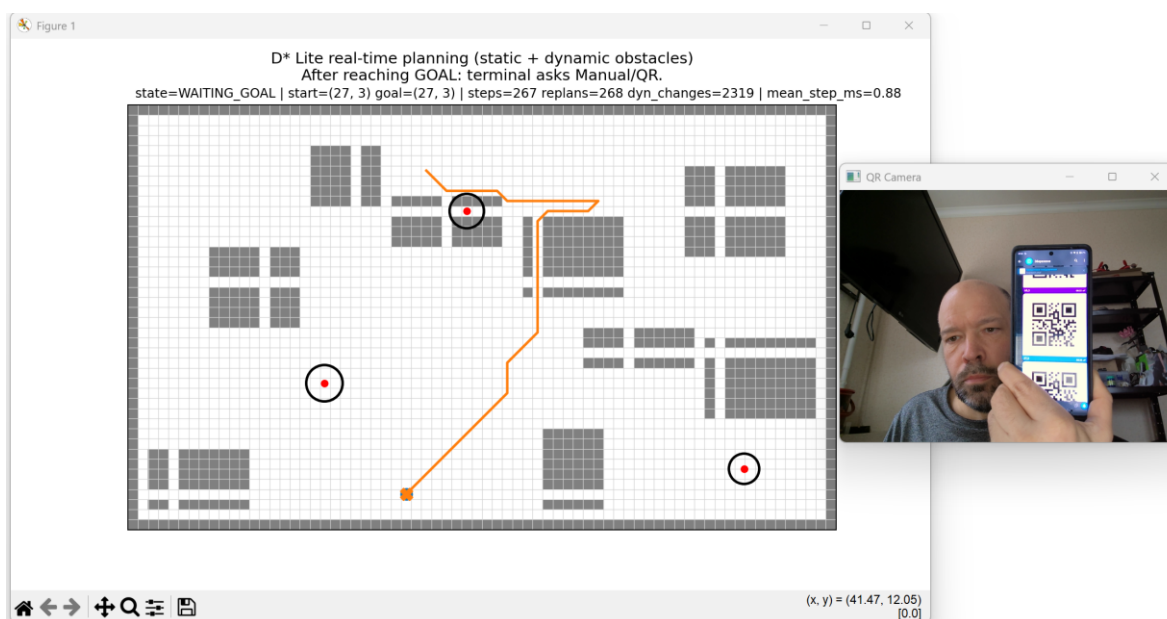 Figure 1
D* Lite real-time planning (static + dynamic obstacles)
After reaching GOAL: terminal asks Manual/QR.
state=WAITING_GOAL | start=(27, 3) goal=(27, 3) | steps=267 replans=268 dyn_changes=2319 | mean_step_ms=0.88
QR Camera
(x, y) = (41.47, 12.05)
[0.0]